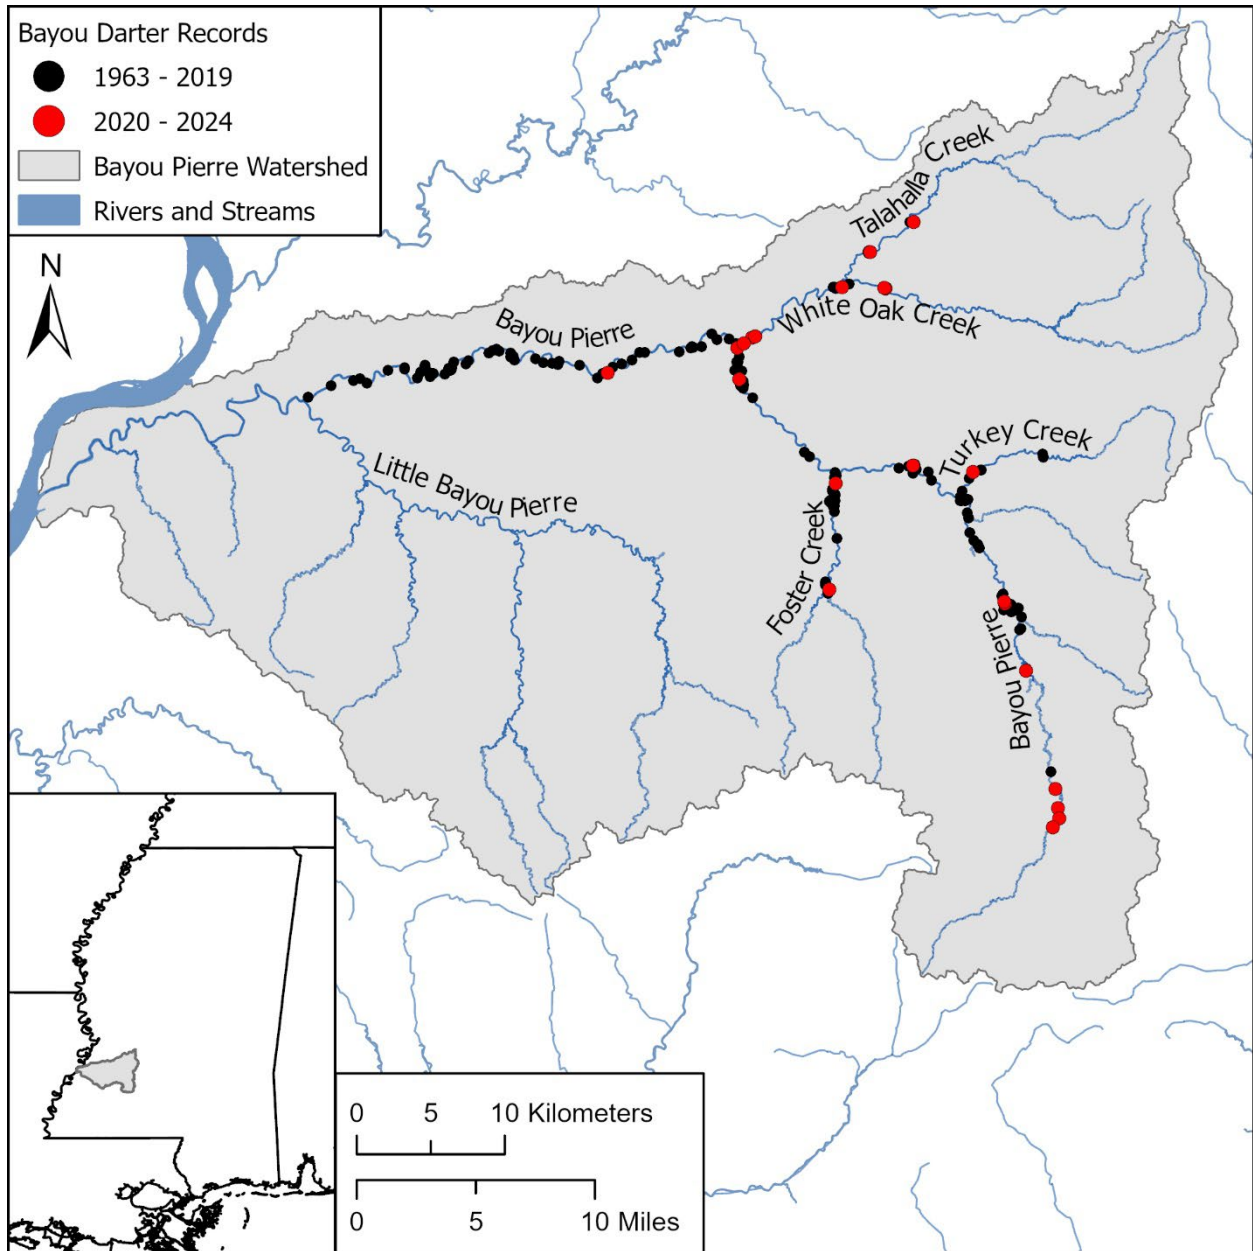 Bayou Darter Records
1963 - 2019
2020 - 2024
Bayou Pierre Watershed
Rivers and Streams
N
Talahalla Creek
White Oak Creek
Bayou Pierre
Turkey Creek
Little Bayou Pierre
Foster Creek
Bayou Pierre
0 5 10 Kilometers
0 5 10 Miles